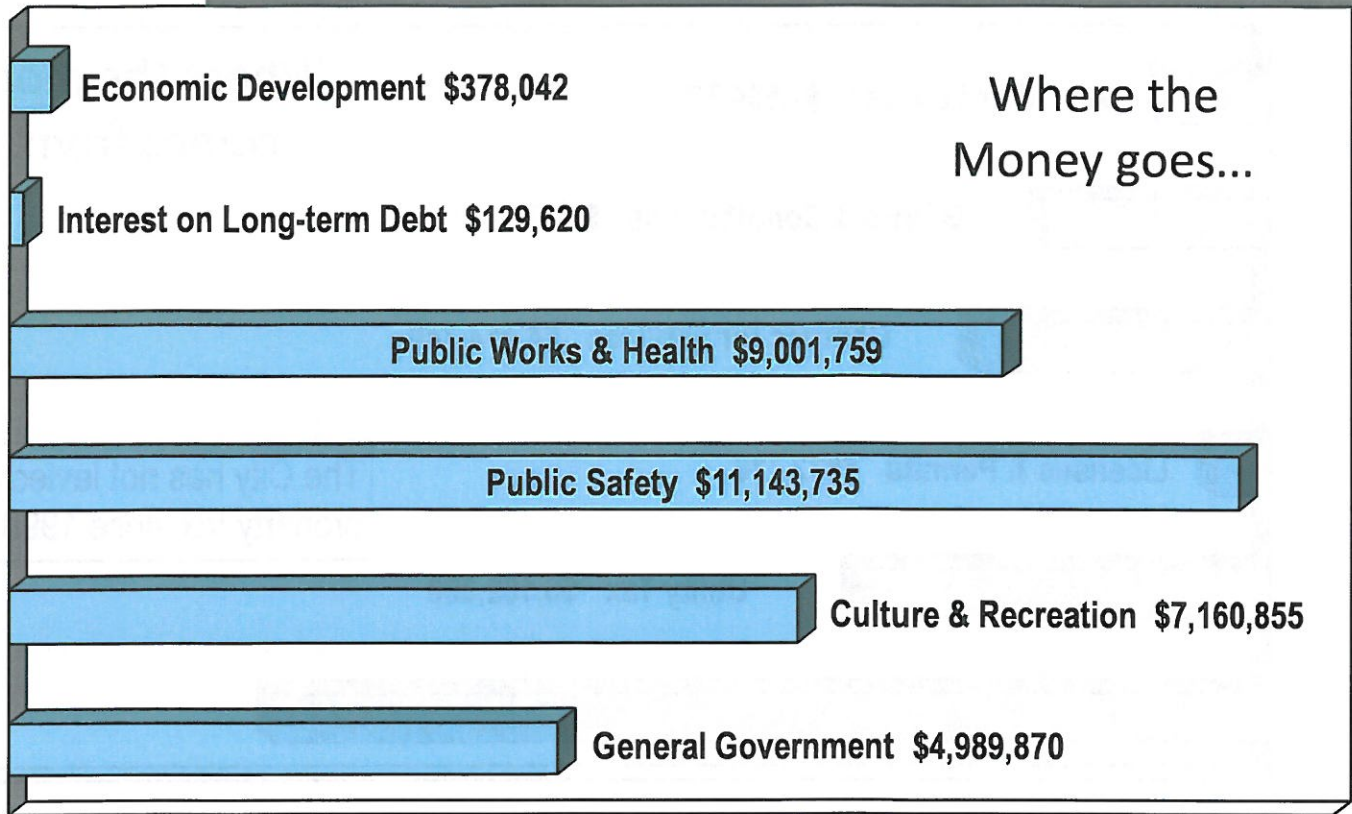 Where the
Money goes...
Economic Development $378,042
Interest on Long-term Debt $129,620
Public Works & Health $9,001,759
Public Safety $11,143,735
Culture & Recreation $7,160,855
General Government $4,989,870